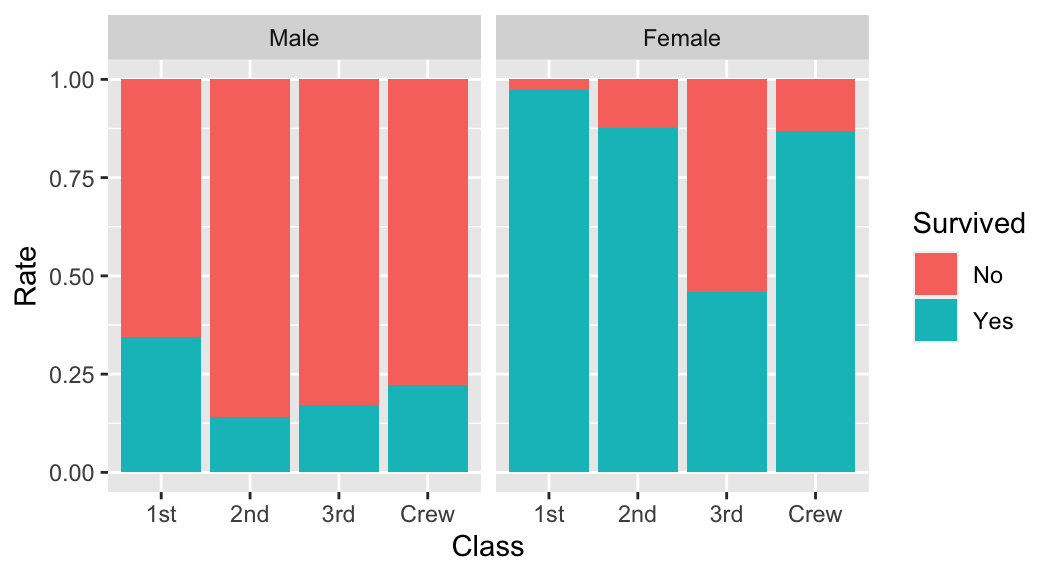 Male Female
1.00
0.75
0.50
0.25
0.00
Rate
1st 2nd 3rd Crew 1st 2nd 3rd Crew
Class
Survived
No
Yes